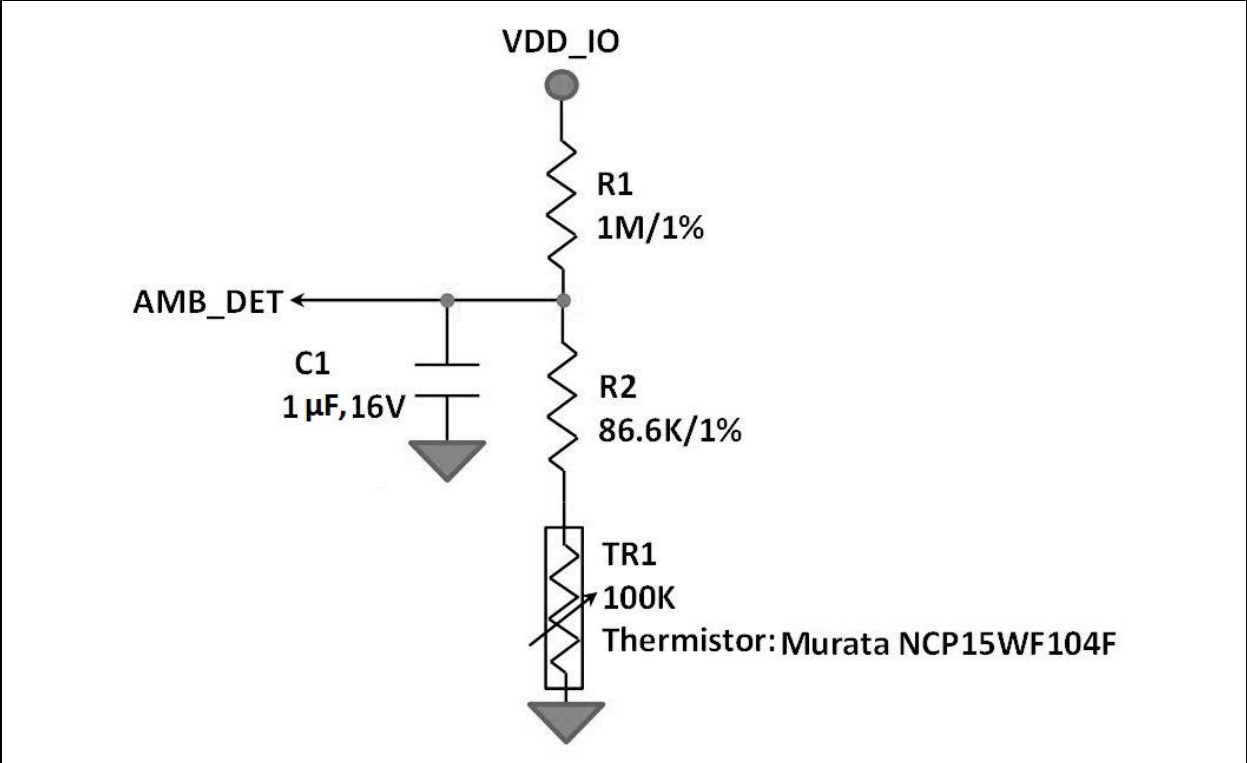 VDD_IO
R1
1M/1%
AMB_DET
C1
1 µF,16V
R2
86.6K/1%
TR1
100K
Thermistor: Murata NCP15WF104F